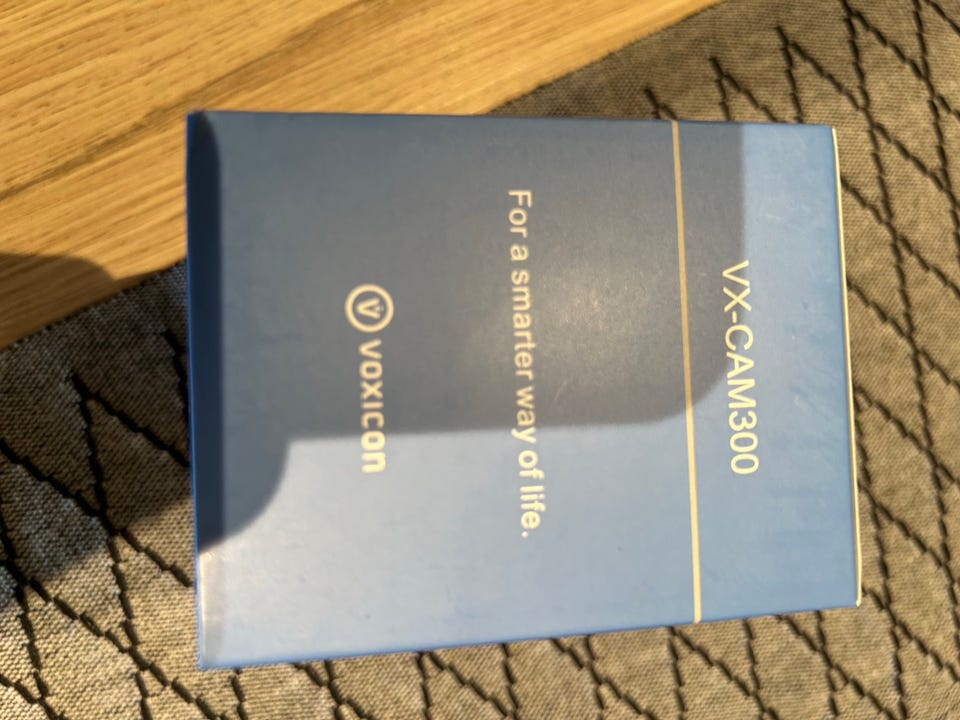 VX-CAM300
For a smarter way of life.
voxicon